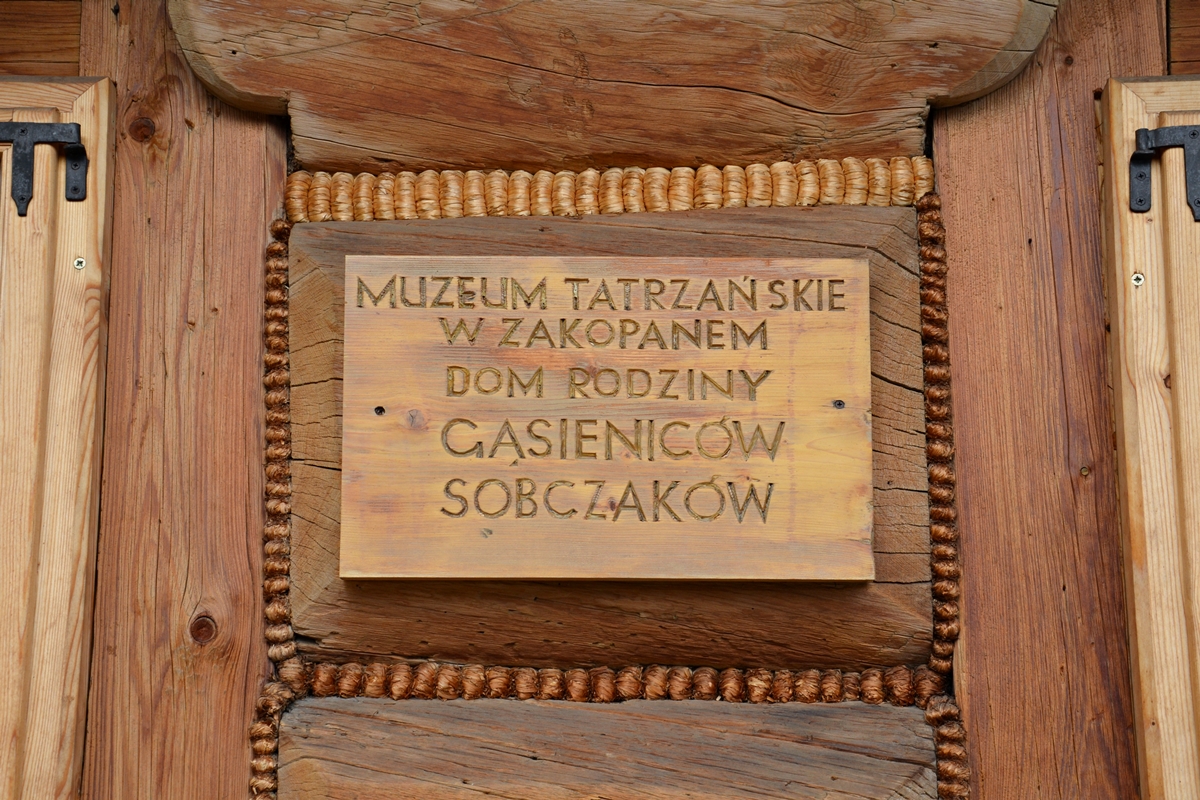 MUZEUM TATRZAŃSKIE
W ZAKOPANEM
DOM RODZINY
GĄSIENICÓW
SOBCZAKÓW